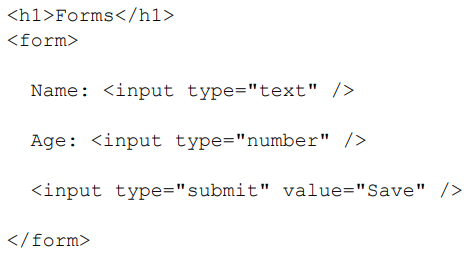 <h1>Forms</h1>
<form>
Name: <input type="text" />
Age: <input type="number" />
<input type="submit" value="Save" />
</form>